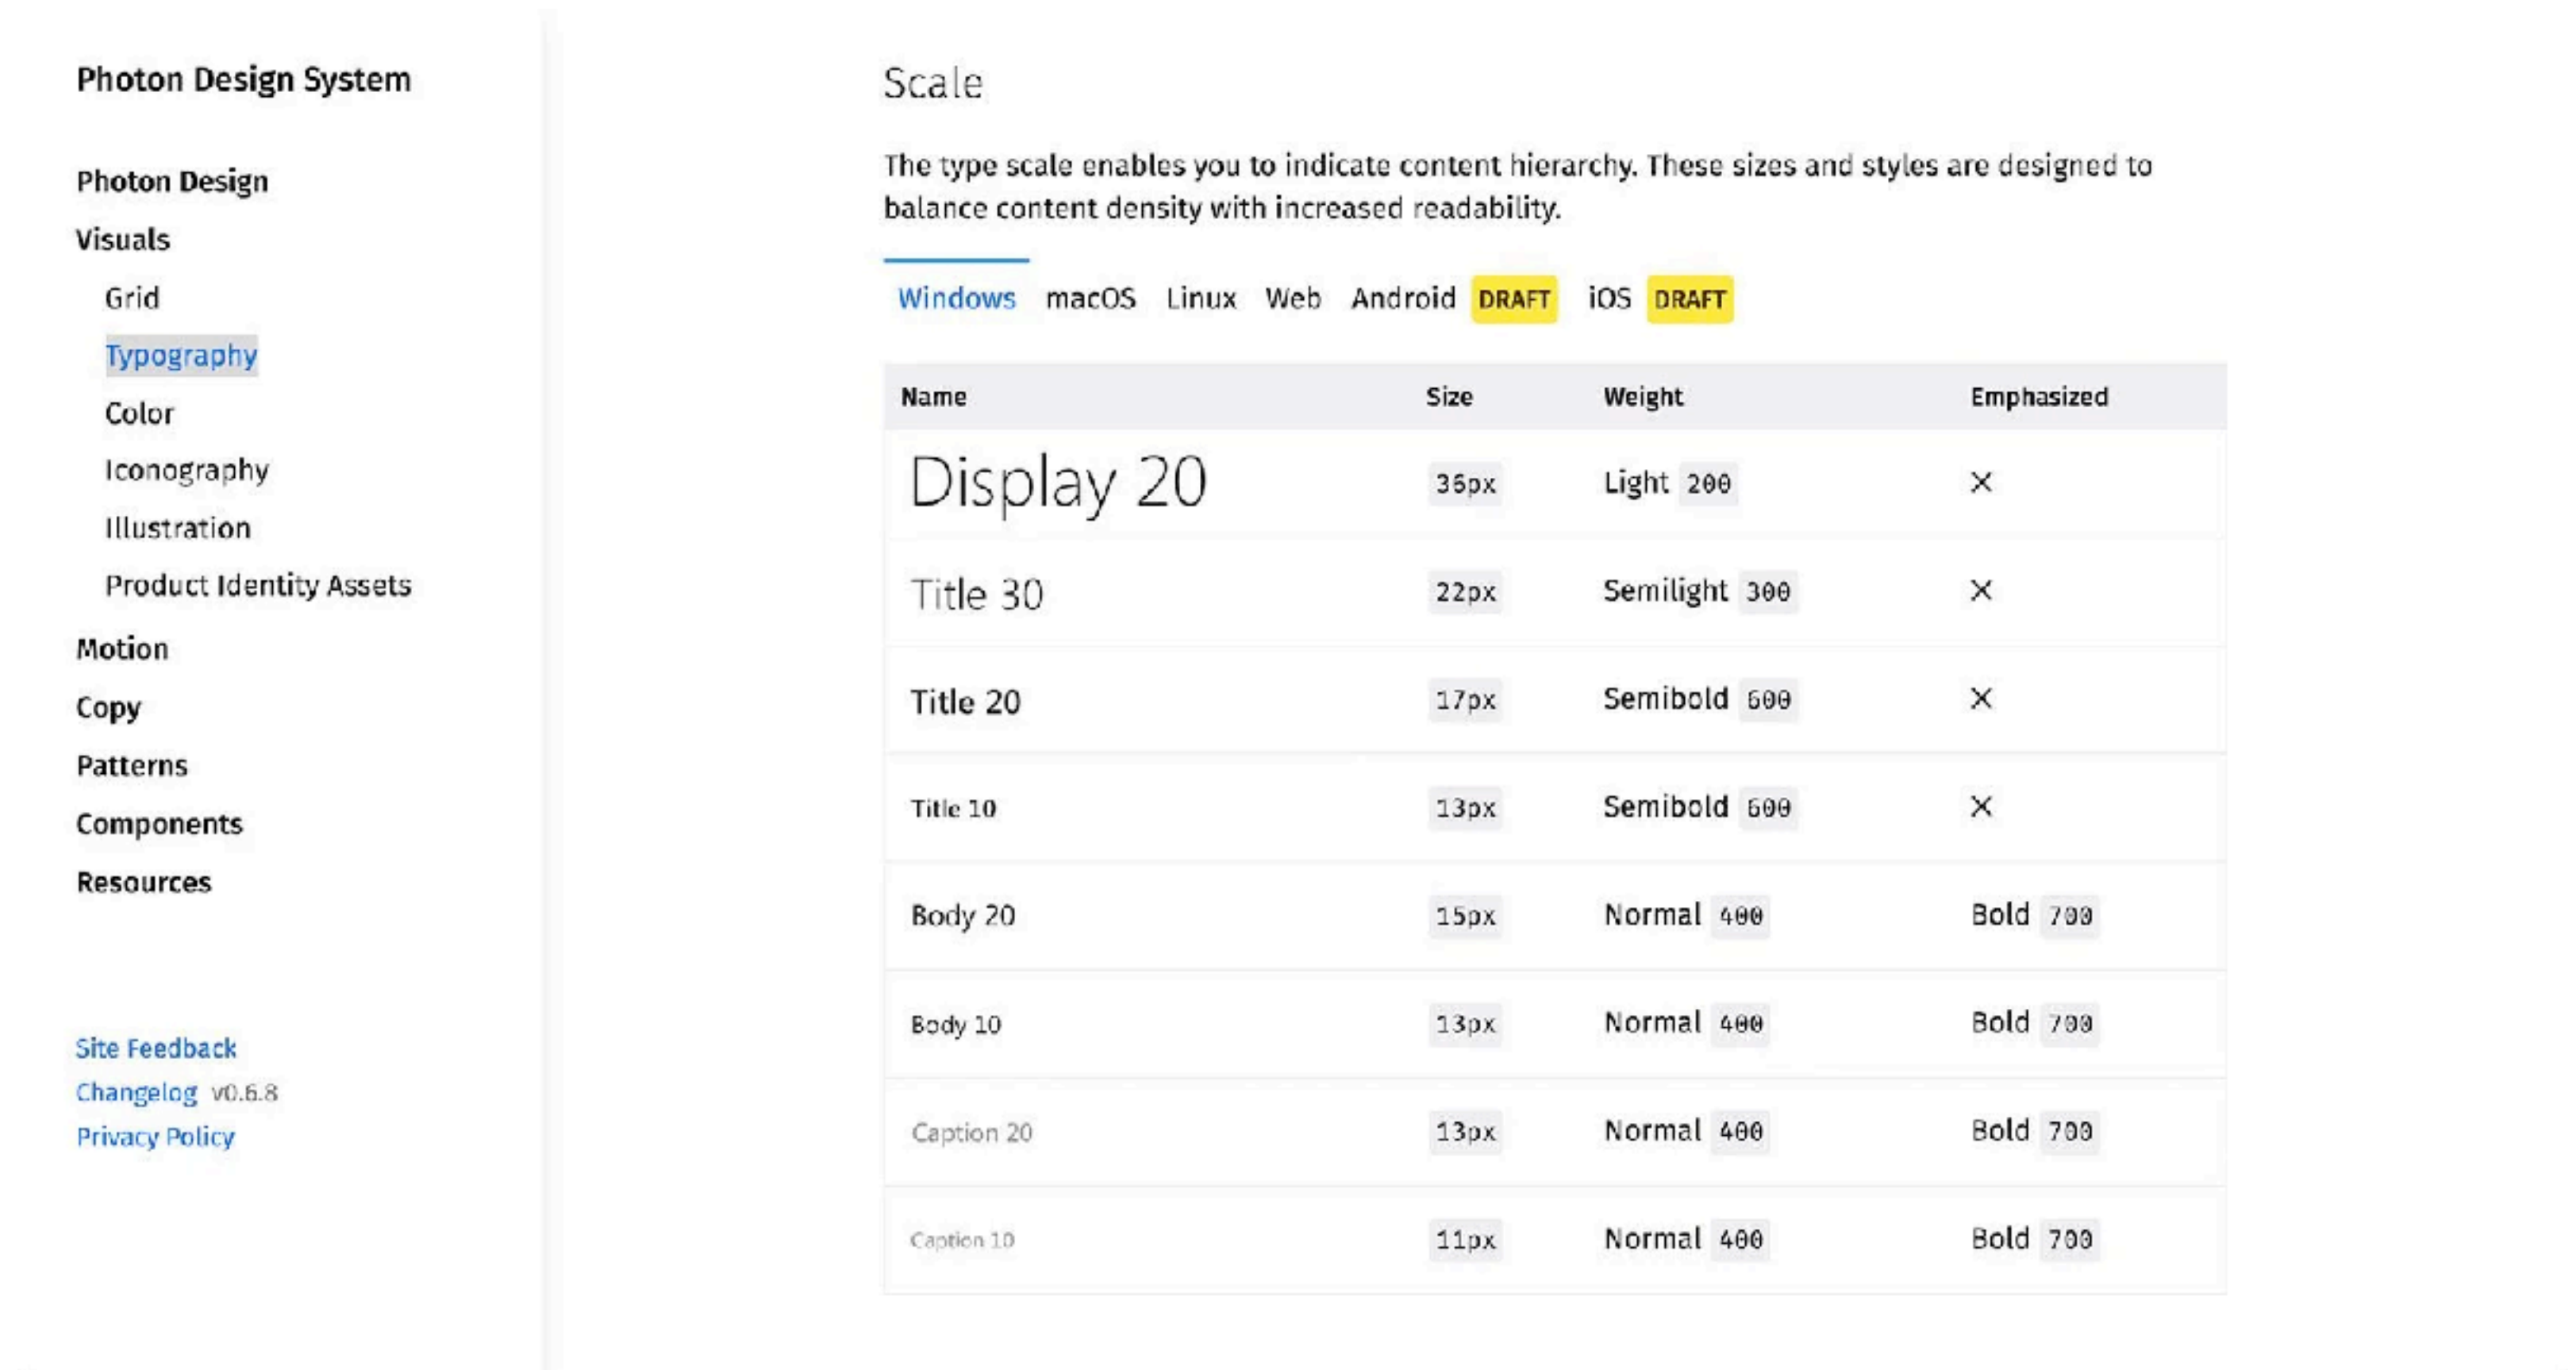 Photon Design System
Photon Design
Visuals
Grid
Typography
Color
Iconography
Illustration
Product Identity Assets
Motion
Copy
Patterns
Components
Resources
Site Feedback
Changelog v0.6.8
Privacy Policy
Scale
The type scale enables you to indicate content hierarchy. These sizes and styles are designed to
balance content density with increased readability.
Windows macOS Linux Web Android DRAFT iOS DRAFT
Name Size Weight Emphasized
Display 20 36px Light 200 ×
Title 30 22px Semilight 300 ×
Title 20 17px Semibold 600 ×
Title 10 13px Semibold 600 ×
Body 20 15px Normal 400 Bold 700
Body 10 13px Normal 400 Bold 700
Caption 20 13px Normal 400 Bold 700
Caption 10 11px Normal 400 Bold 700